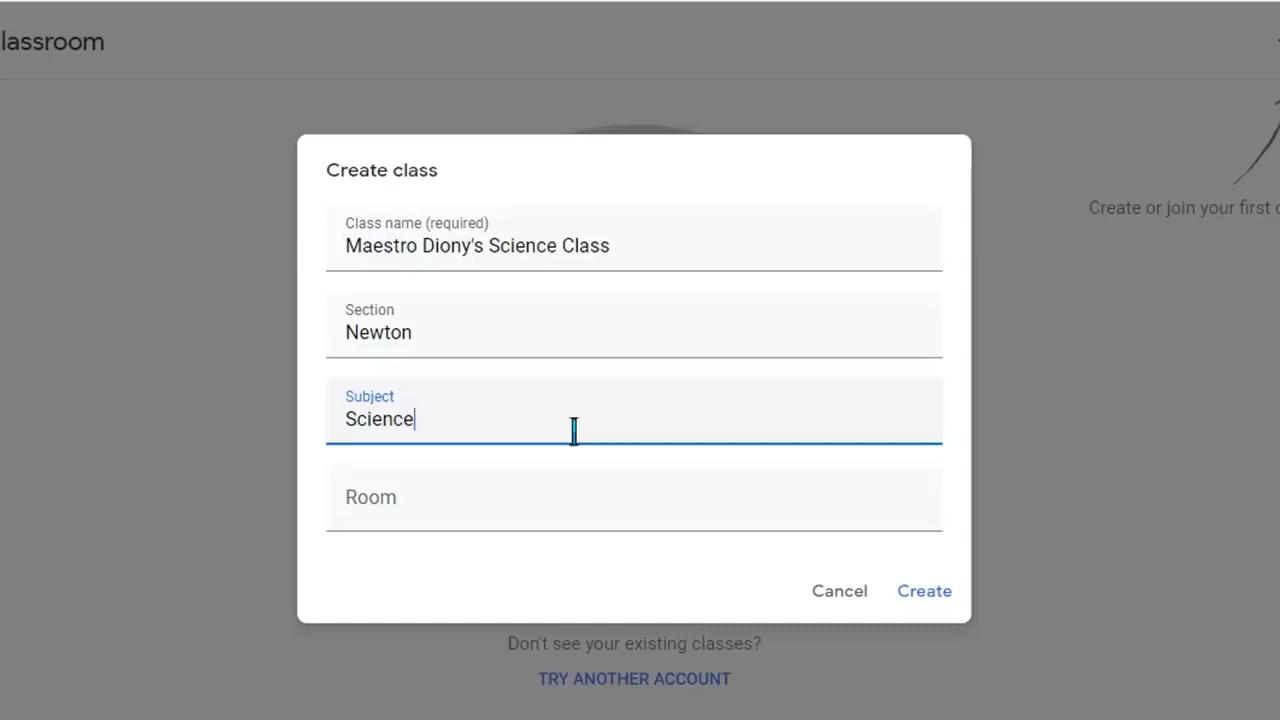 lassroom
Create or join your first
Create class
Class name (required)
Maestro Diony's Science Class
Section
Newton
Subject
Science
Room
Cancel Create
Don't see your existing classes?
TRY ANOTHER ACCOUNT